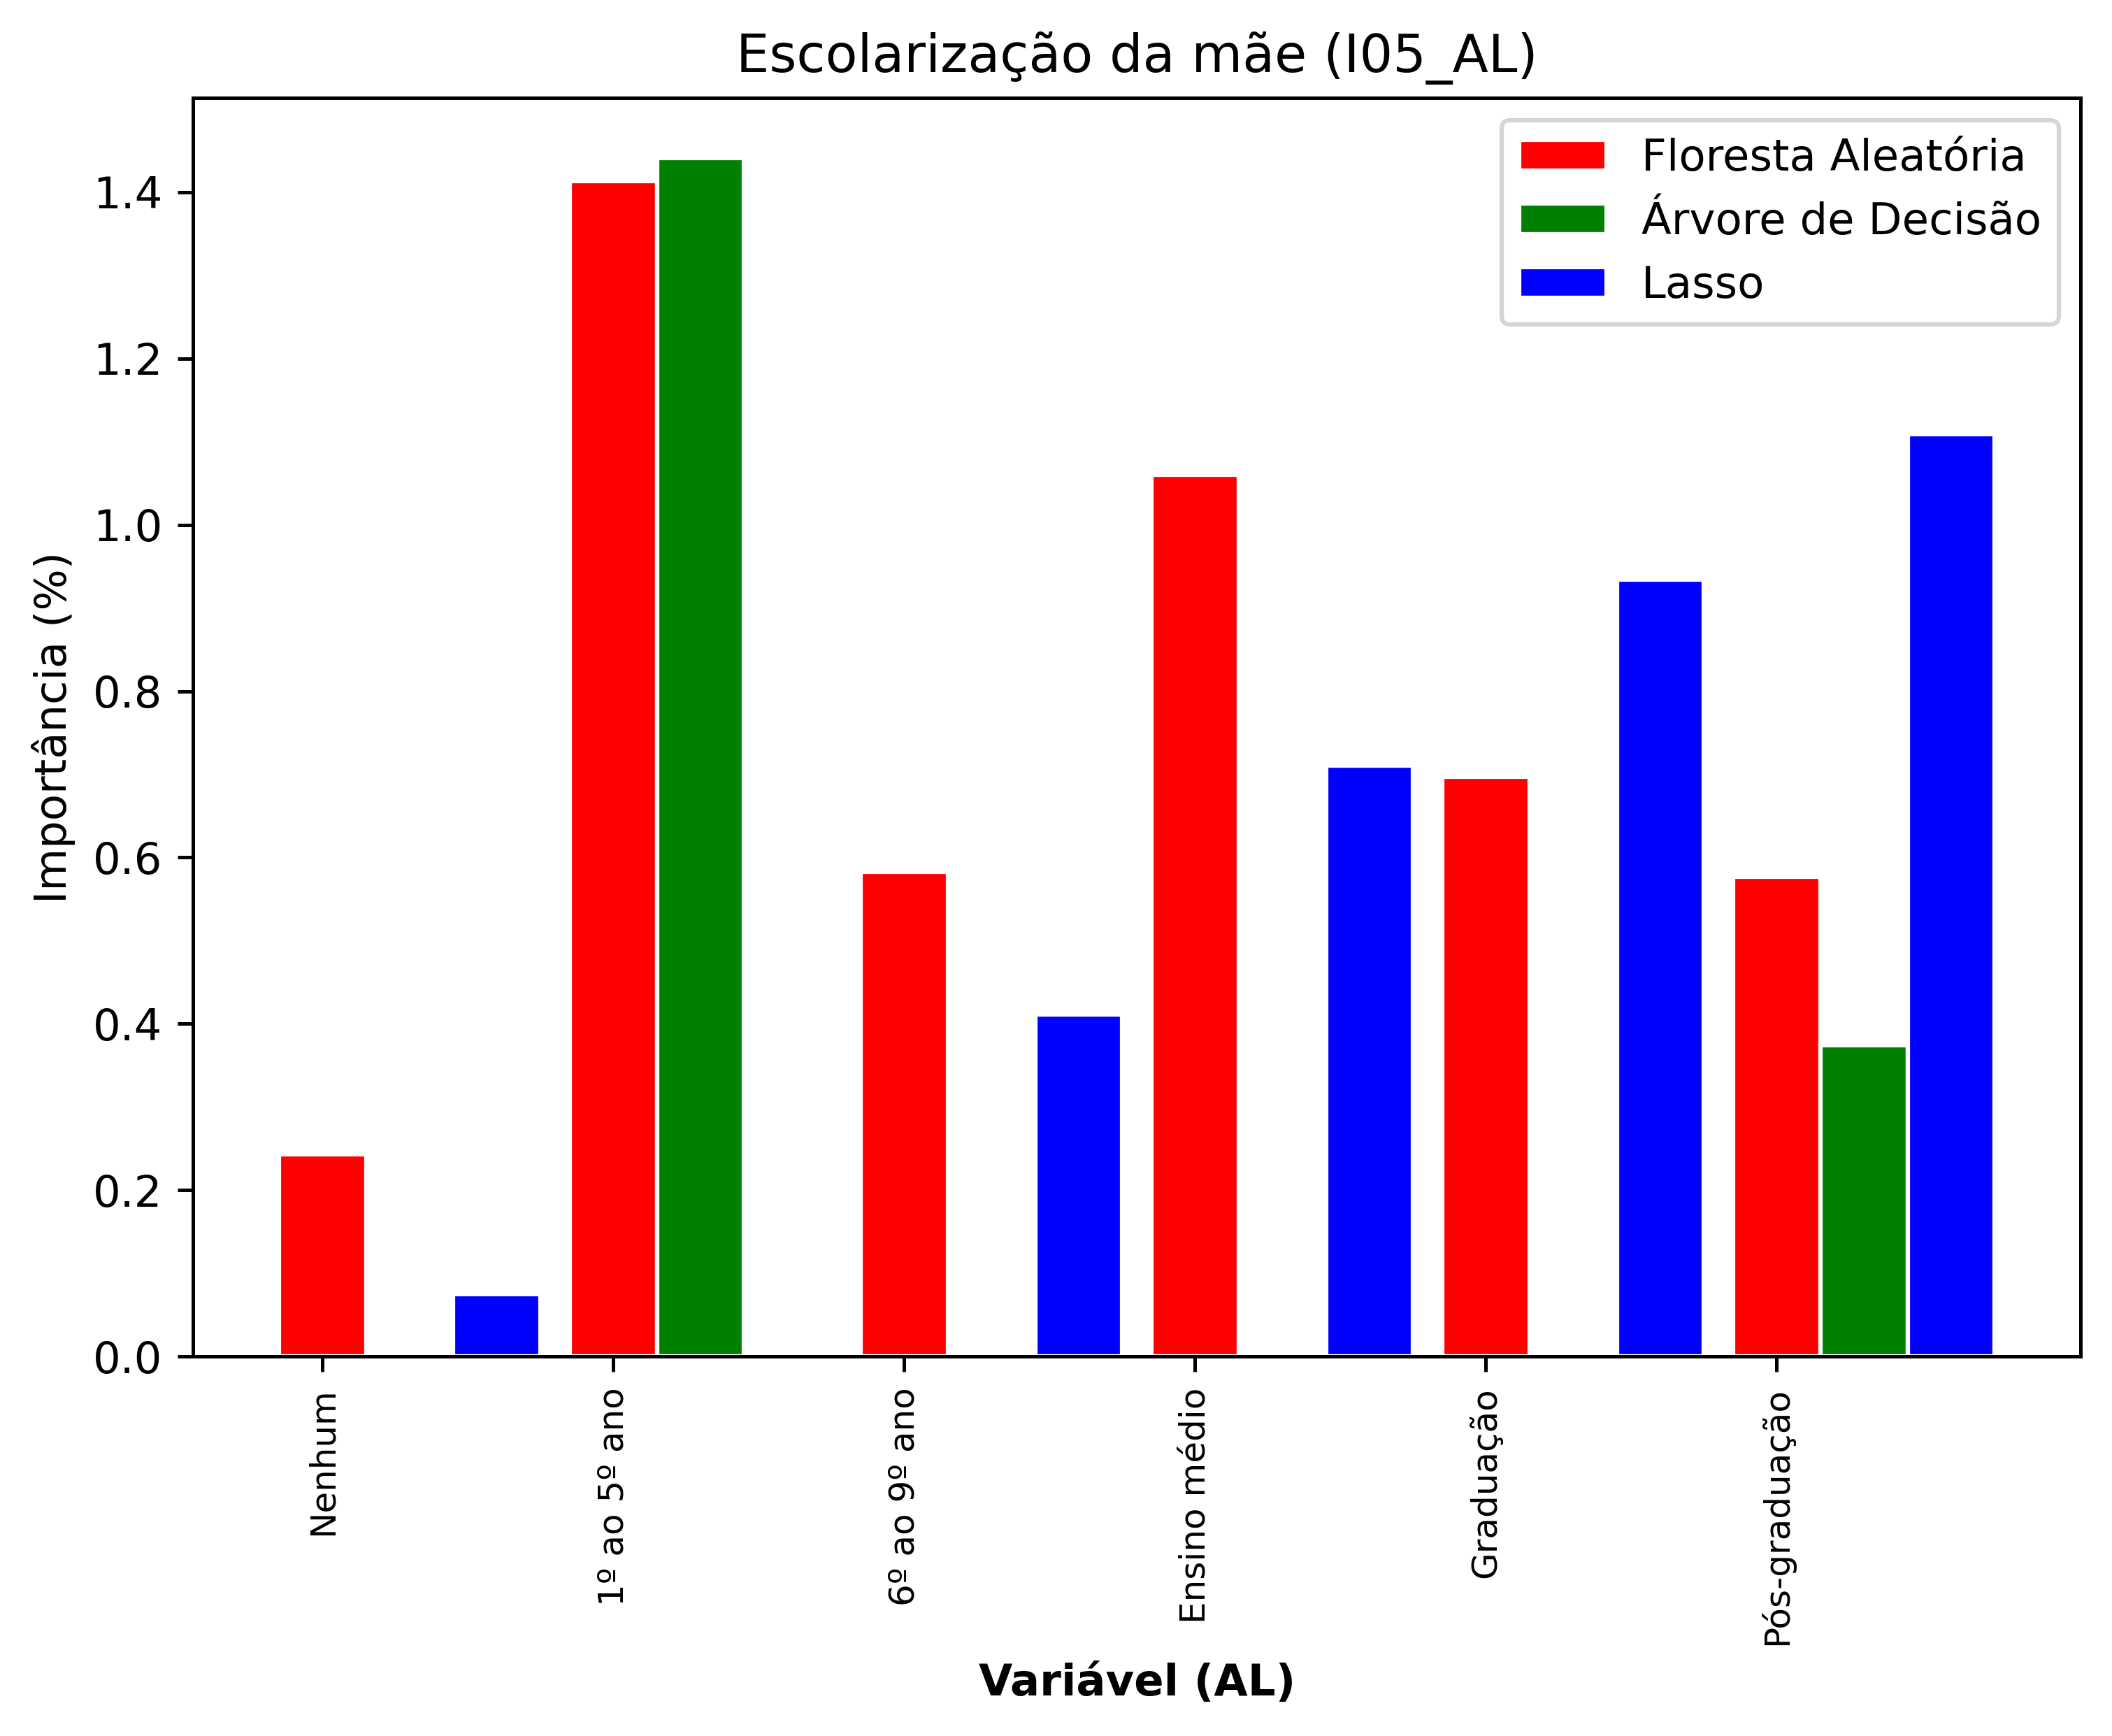 Escolarização da mãe (I05_AL)
Floresta Aleatória
Árvore de Decisão
Lasso
Importância (%)
1.4
1.2
1.0
0.8
0.6
0.4
0.2
0.0
Nenhum
1º ao 5º ano
6º ao 9º ano
Ensino médio
Graduação
Pós-graduação
Variável (AL)